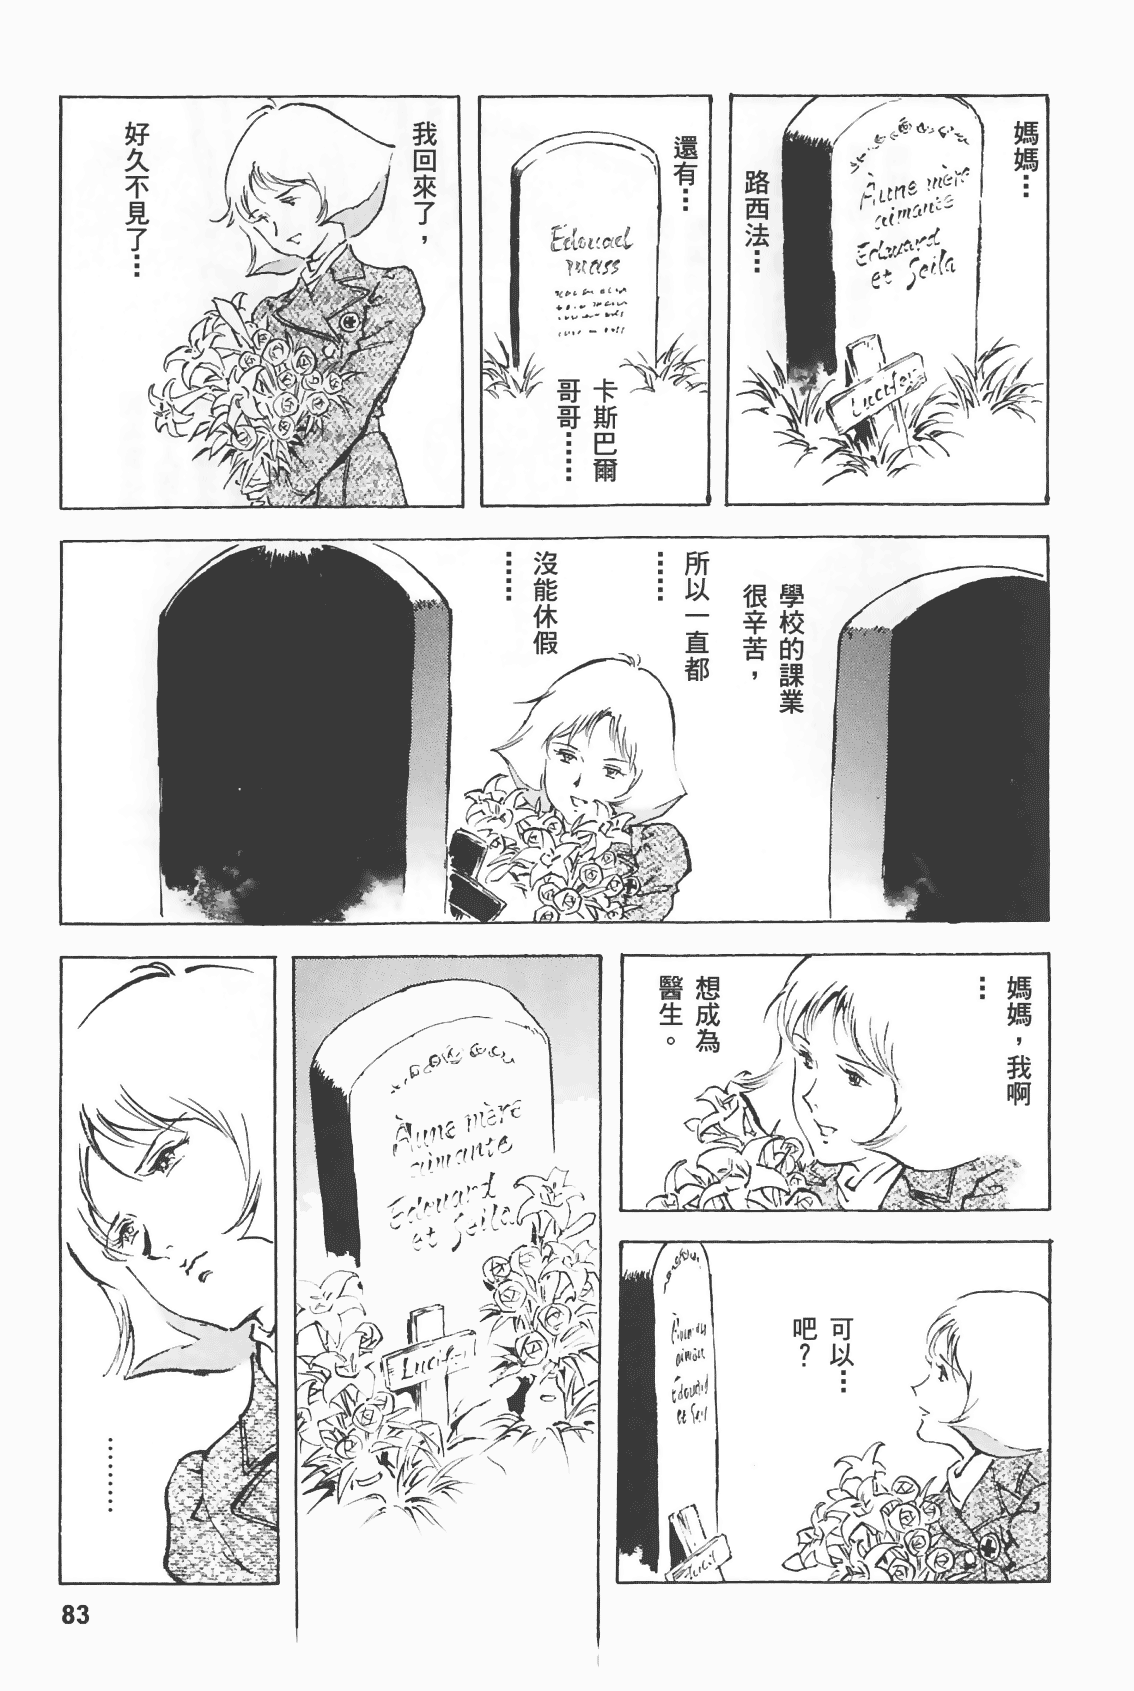 媽媽…
路西法…
À une mère
aimante
Edouard
et Seila
Lucifer
還有…
卡斯巴爾
哥哥……
Edouard
mass
我回來了，
好久不見了…
學校的課業
很辛苦，
所以一直都
……
沒能休假
……
媽媽，我啊
…
想成為
醫生。
可以…
吧？
aimante
Edouard
et Seil
À une mère
aimante
Edouard
et Seila
Lucifer
………
83